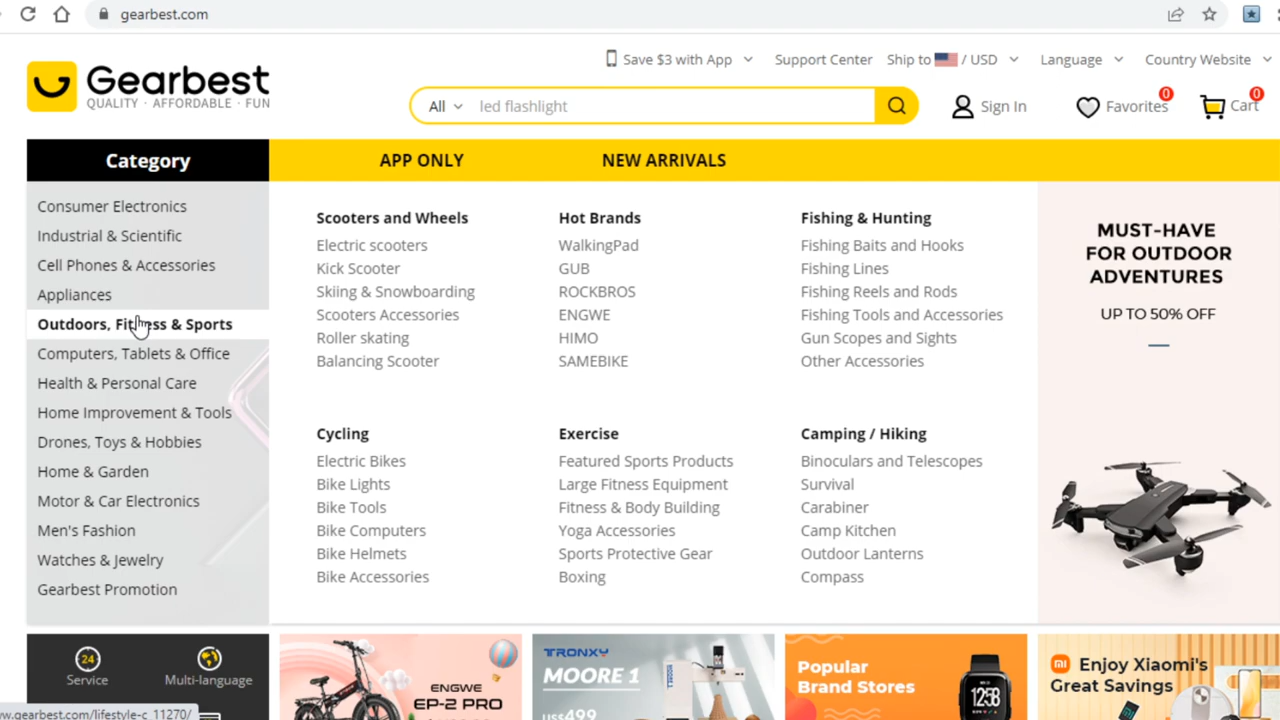 gearbest.com
Save $3 with App
Support Center
Ship to / USD
Language
Country Website
Gearbest
QUALITY · AFFORDABLE · FUN
All
led flashlight
Sign In
Favorites
0
Cart
0
Category
APP ONLY
NEW ARRIVALS
Consumer Electronics
Industrial & Scientific
Cell Phones & Accessories
Appliances
Outdoors, Fitness & Sports
Computers, Tablets & Office
Health & Personal Care
Home Improvement & Tools
Drones, Toys & Hobbies
Home & Garden
Motor & Car Electronics
Men's Fashion
Watches & Jewelry
Gearbest Promotion
Scooters and Wheels
Electric scooters
Kick Scooter
Skiing & Snowboarding
Scooters Accessories
Roller skating
Balancing Scooter
Hot Brands
WalkingPad
GUB
ROCKBROS
ENGWE
HIMO
SAMEBIKE
Fishing & Hunting
Fishing Baits and Hooks
Fishing Lines
Fishing Reels and Rods
Fishing Tools and Accessories
Gun Scopes and Sights
Other Accessories
Cycling
Electric Bikes
Bike Lights
Bike Tools
Bike Computers
Bike Helmets
Bike Accessories
Exercise
Featured Sports Products
Large Fitness Equipment
Fitness & Body Building
Yoga Accessories
Sports Protective Gear
Boxing
Camping / Hiking
Binoculars and Telescopes
Survival
Carabiner
Camp Kitchen
Outdoor Lanterns
Compass
MUST-HAVE
FOR OUTDOOR
ADVENTURES
UP TO 50% OFF
24
Service
Multi-language
ENGWE
EP-2 PRO
TRONXY
MOORE 1
US$499
Popular
Brand Stores
12:58
Enjoy Xiaomi's
Great Savings
w.gearbest.com/lifestyle-c_11270/